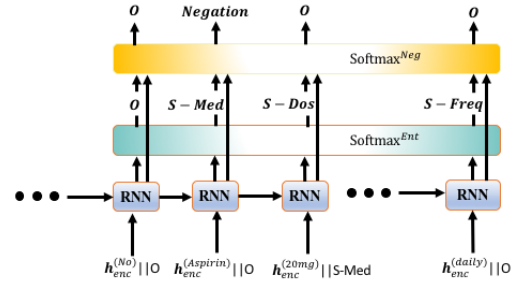 O Negation O O
Softmax^Neg
O S – Med S – Dos S – Freq
Softmax^Ent
••• RNN RNN RNN ••• RNN
h_enc^(No)||O h_enc^(Aspirin)||O h_enc^(20mg)||S-Med h_enc^(daily)||O